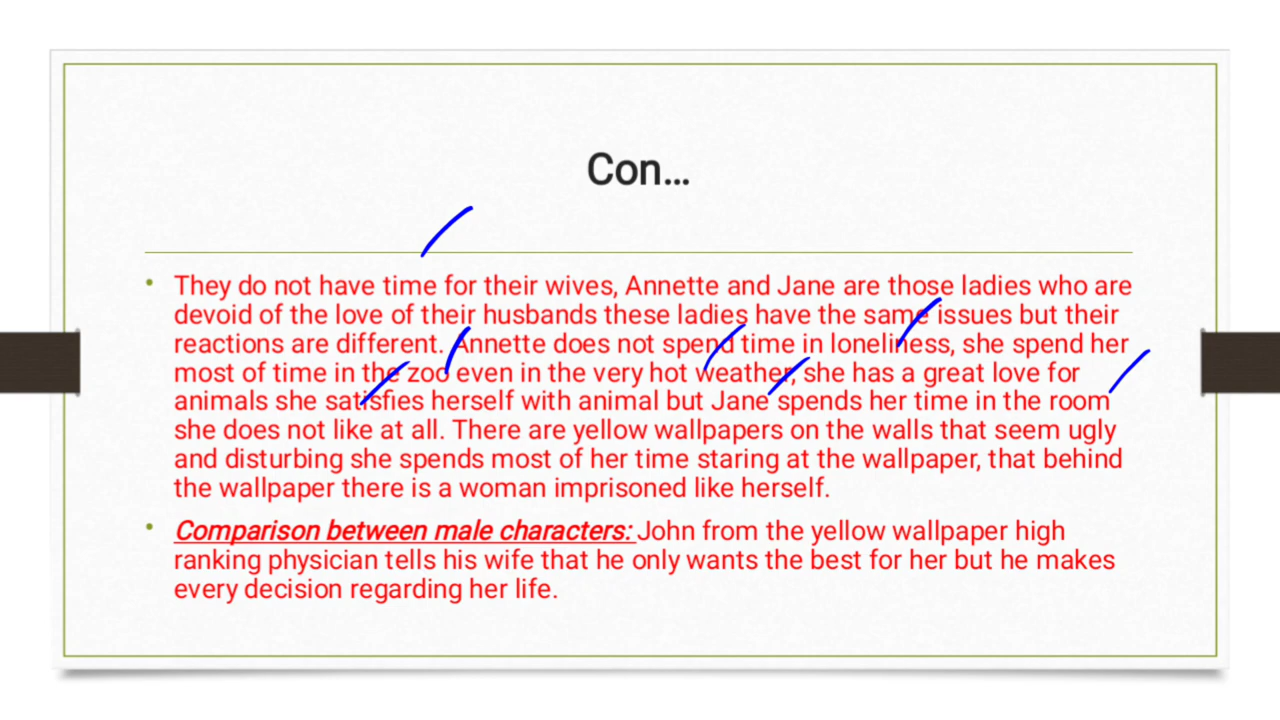 Con...
• They do not have time for their wives, Annette and Jane are those ladies who are
devoid of the love of their husbands these ladies have the same issues but their
reactions are different. Annette does not spend time in loneliness, she spend her
most of time in the zoo even in the very hot weather, she has a great love for
animals she satisfies herself with animal but Jane spends her time in the room
she does not like at all. There are yellow wallpapers on the walls that seem ugly
and disturbing she spends most of her time staring at the wallpaper, that behind
the wallpaper there is a woman imprisoned like herself.
• Comparison between male characters: John from the yellow wallpaper high
ranking physician tells his wife that he only wants the best for her but he makes
every decision regarding her life.